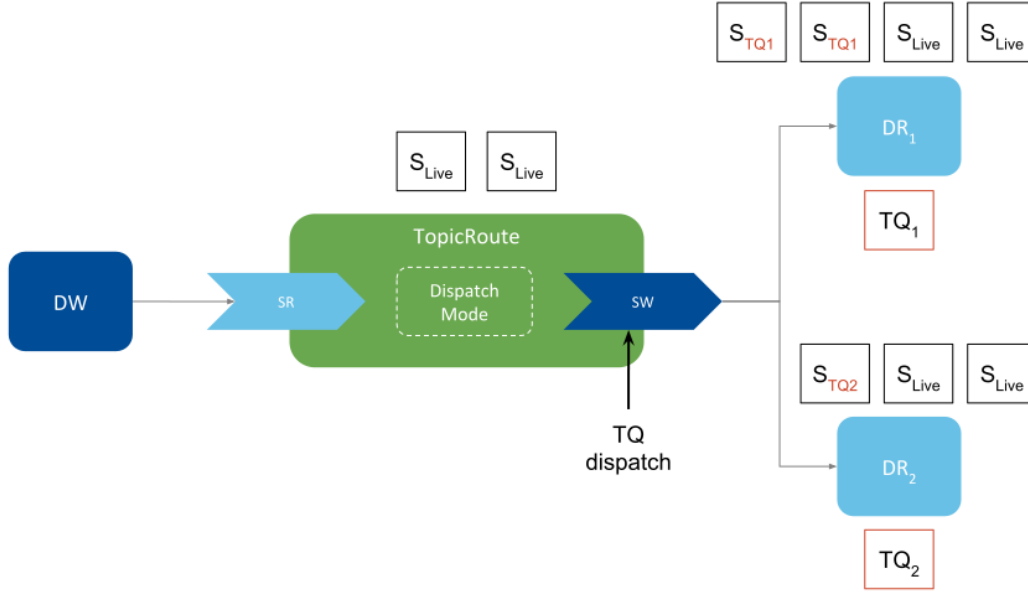 S_TQ1 S_TQ1 S_Live S_Live
DR_1
S_Live S_Live
TQ_1
TopicRoute
DW
SR
Dispatch
Mode
SW
S_TQ2 S_Live S_Live
TQ
dispatch
DR_2
TQ_2